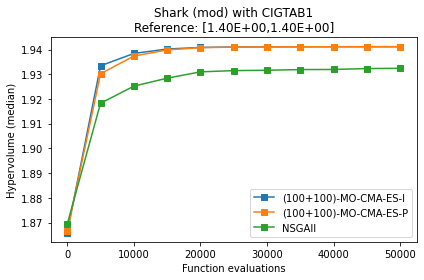 Shark (mod) with CIGTAB1
Reference: [1.40E+00,1.40E+00]
Hypervolume (median)
1.94
1.93
1.92
1.91
1.90
1.89
1.88
1.87
(100+100)-MO-CMA-ES-I
(100+100)-MO-CMA-ES-P
NSGAII
0
10000
20000
30000
40000
50000
Function evaluations